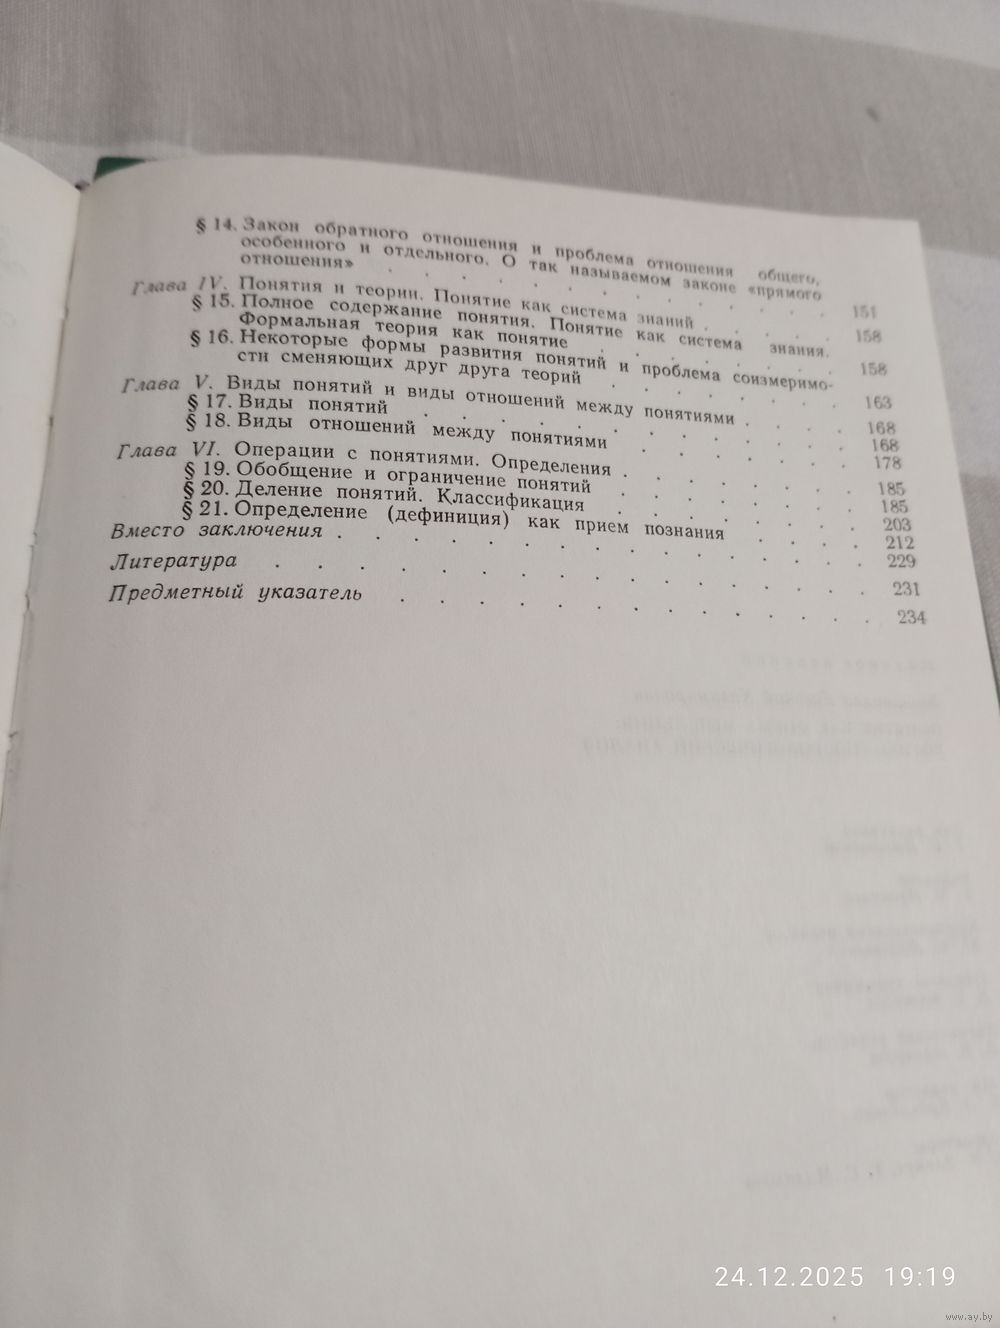 § 14. Закон обратного отношения и проблема отношения общего,
особенного и отдельного. О так называемом законе «прямого
отношения» . . . . . . . . . . 151
Глава IV. Понятия и теории. Понятие как система знаний . . . . 158
§ 15. Полное содержание понятия. Понятие как система знания.
Формальная теория как понятие . . . . . . 158
§ 16. Некоторые формы развития понятий и проблема соизмеримо-
сти сменяющих друг друга теорий . . . . . . 163
Глава V. Виды понятий и виды отношений между понятиями . . . . 168
§ 17. Виды понятий . . . . . . . . . . 168
§ 18. Виды отношений между понятиями . . . . . . 178
Глава VI. Операции с понятиями. Определения . . . . . . 185
§ 19. Обобщение и ограничение понятий . . . . . . 185
§ 20. Деление понятий. Классификация . . . . . . 203
§ 21. Определение (дефиниция) как прием познания . . . . 212
Вместо заключения . . . . . . . . . . . . . 229
Литература . . . . . . . . . . . . . . . 231
Предметный указатель . . . . . . . . . . . . 234
24.12.2025 19:19
www.ay.by